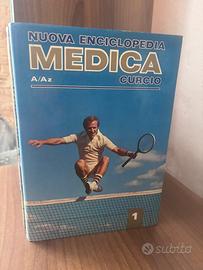 NUOVA ENCICLOPEDIA
MEDICA
A/Az
CURCIO
1
subito